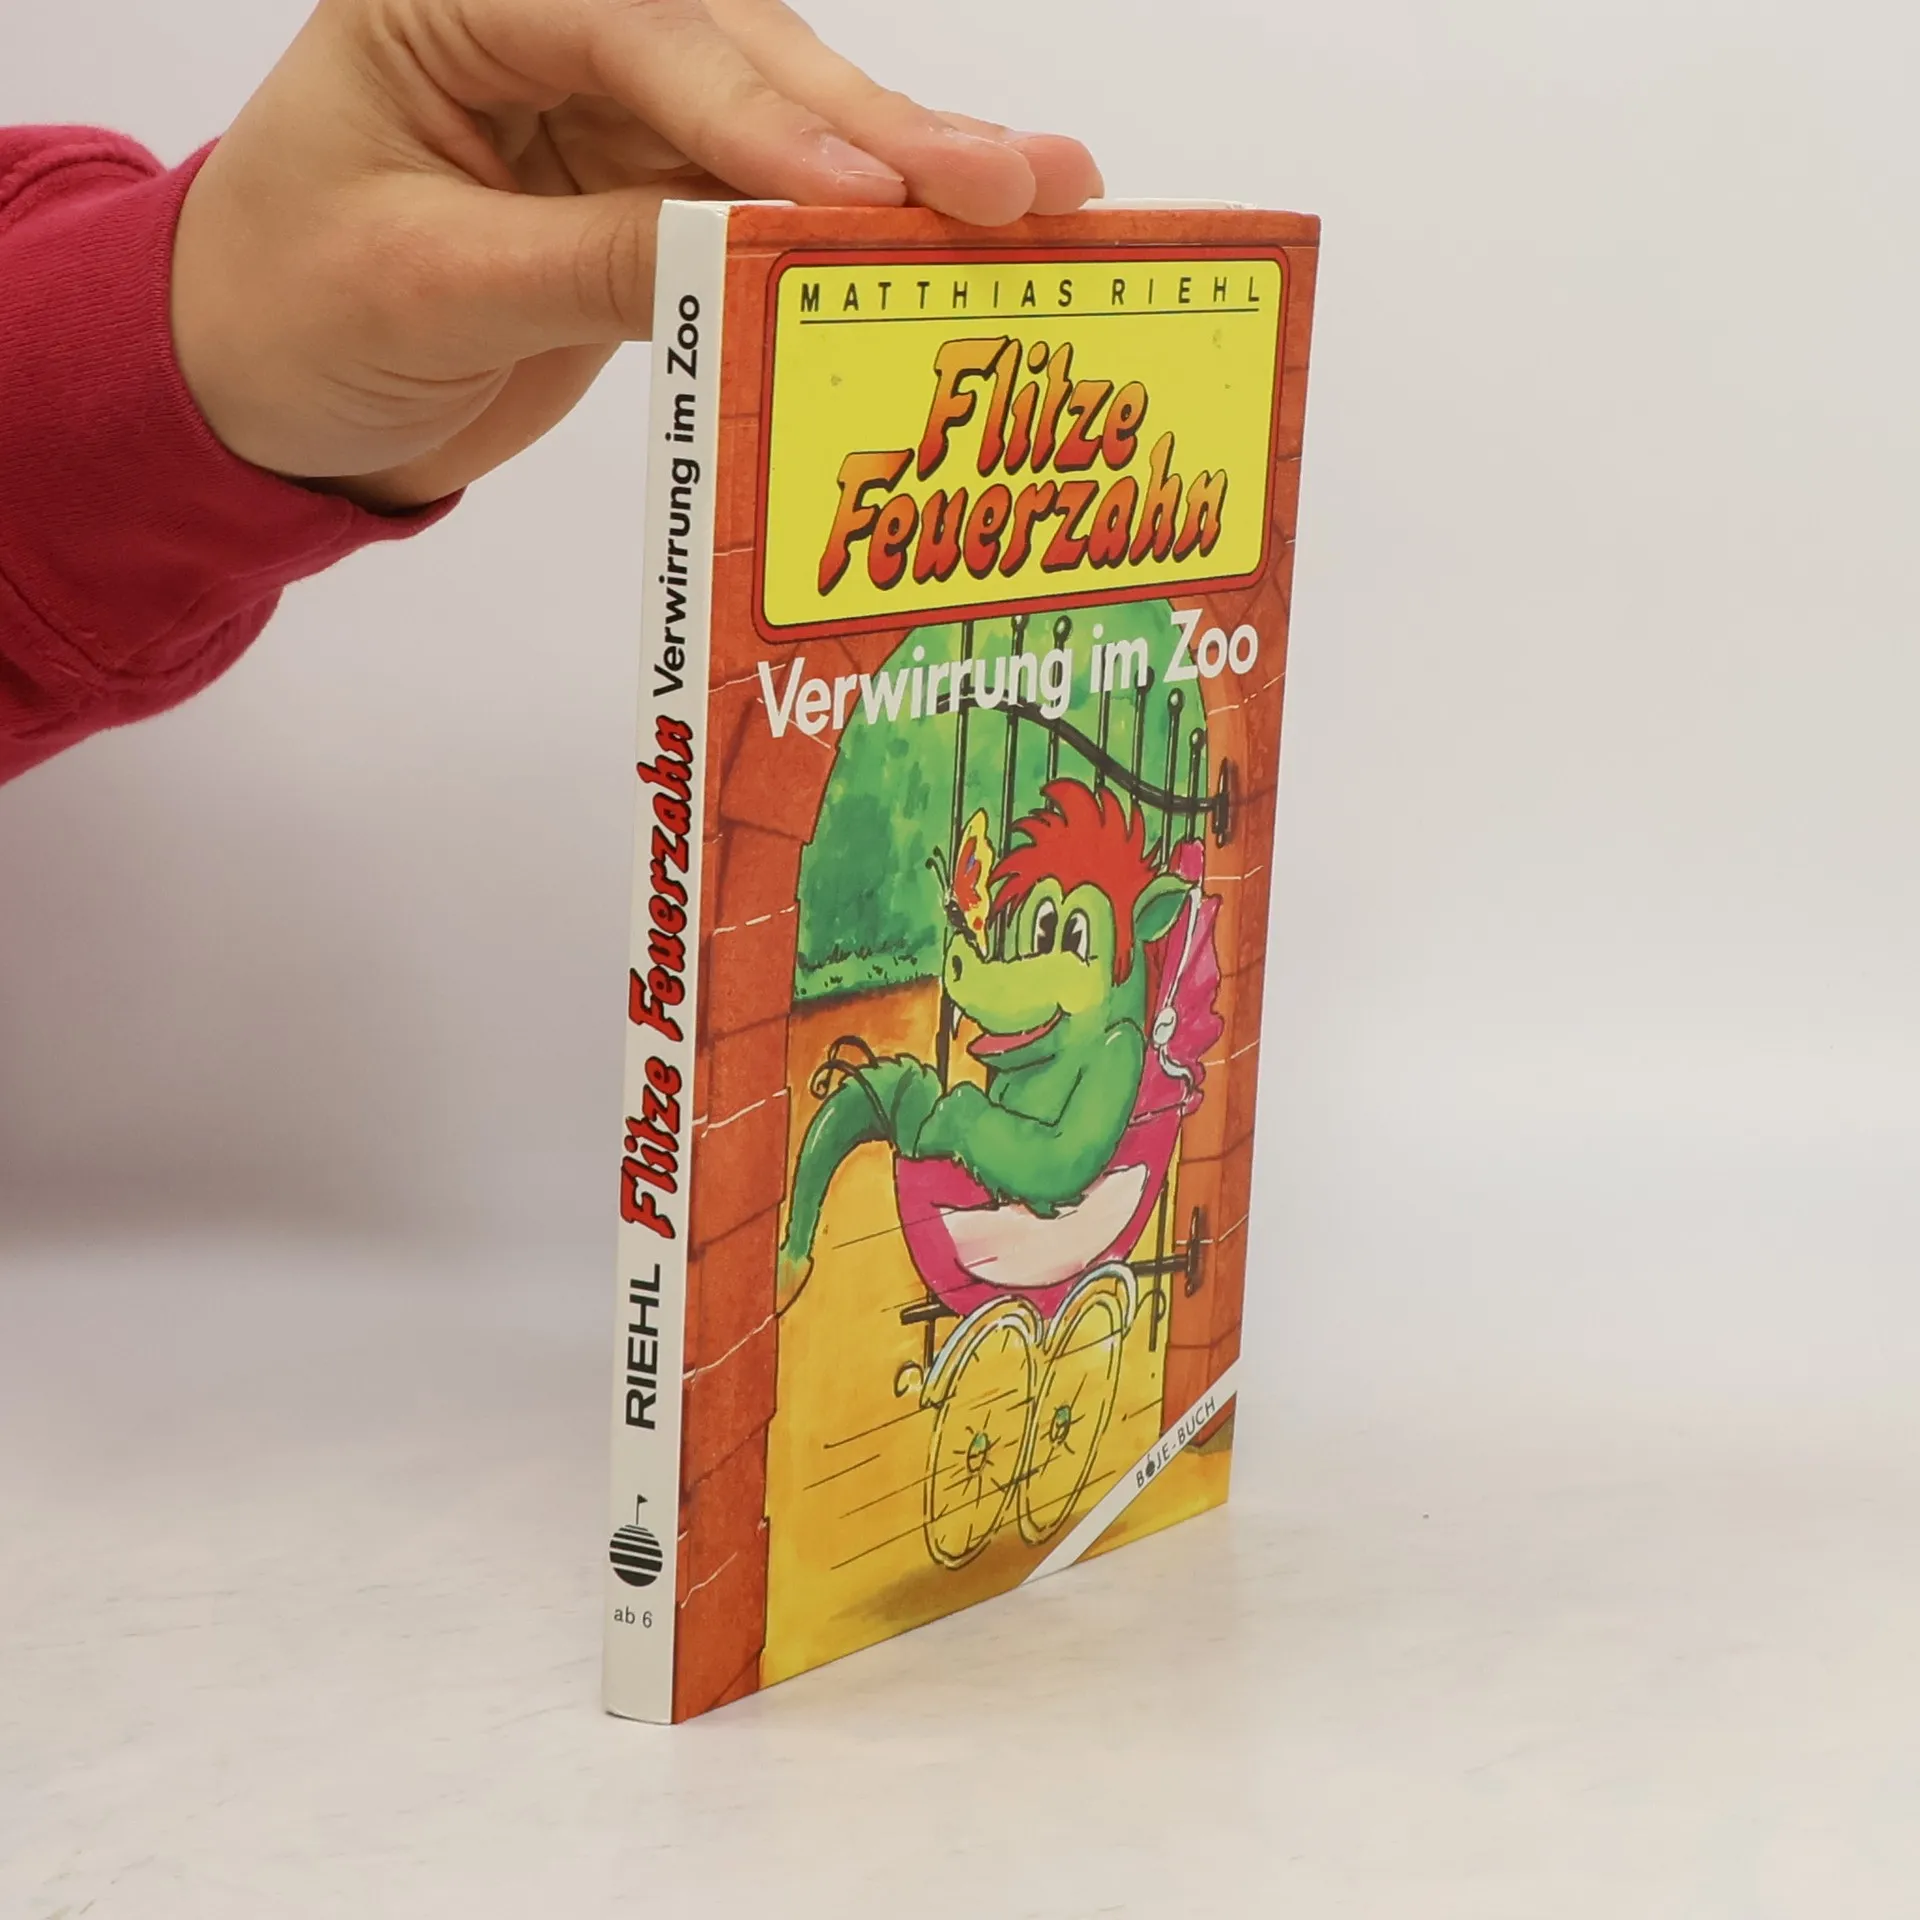 MATTHIAS RIEHL
Flitze
Feuerzahn
Verwirrung im Zoo
BOJE-BUCH
RIEHL Flitze Feuerzahn Verwirrung im Zoo
ab 6